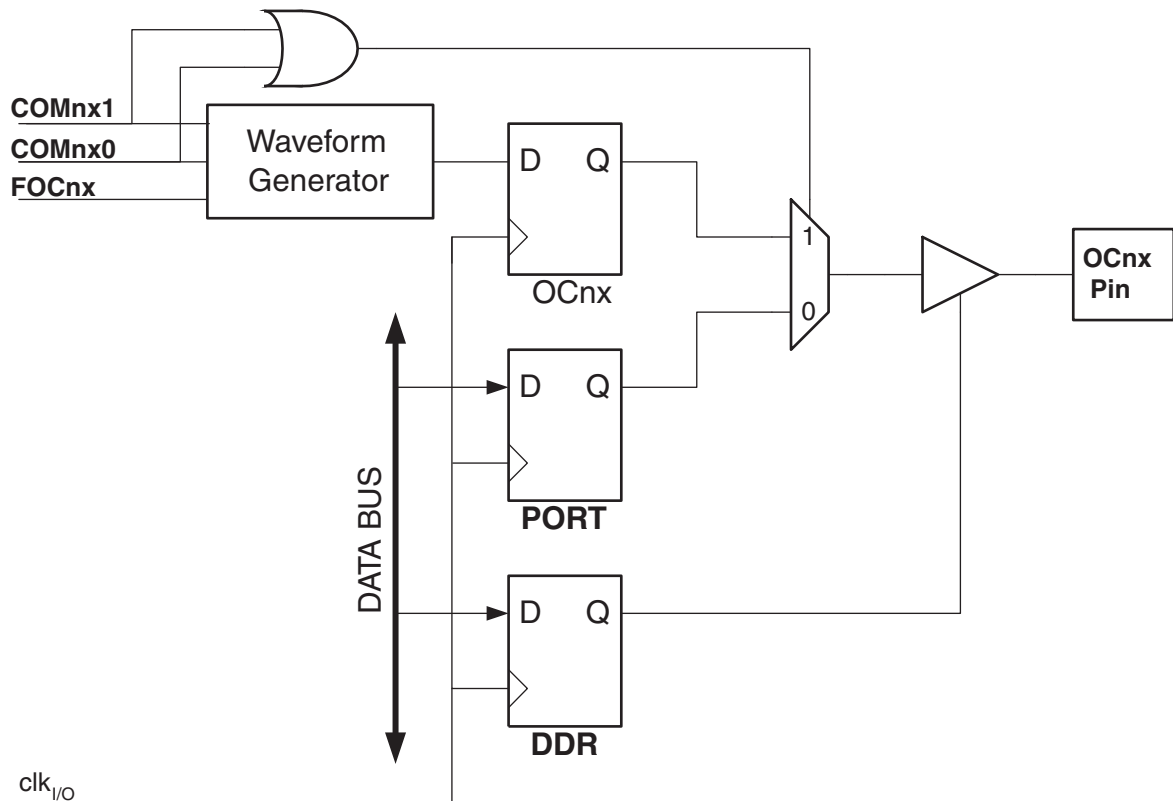 COMnx1
COMnx0
FOCnx
Waveform
Generator
D Q
OCnx
1
0
OCnx
Pin
D Q
PORT
DATA BUS
D Q
DDR
clkI/O